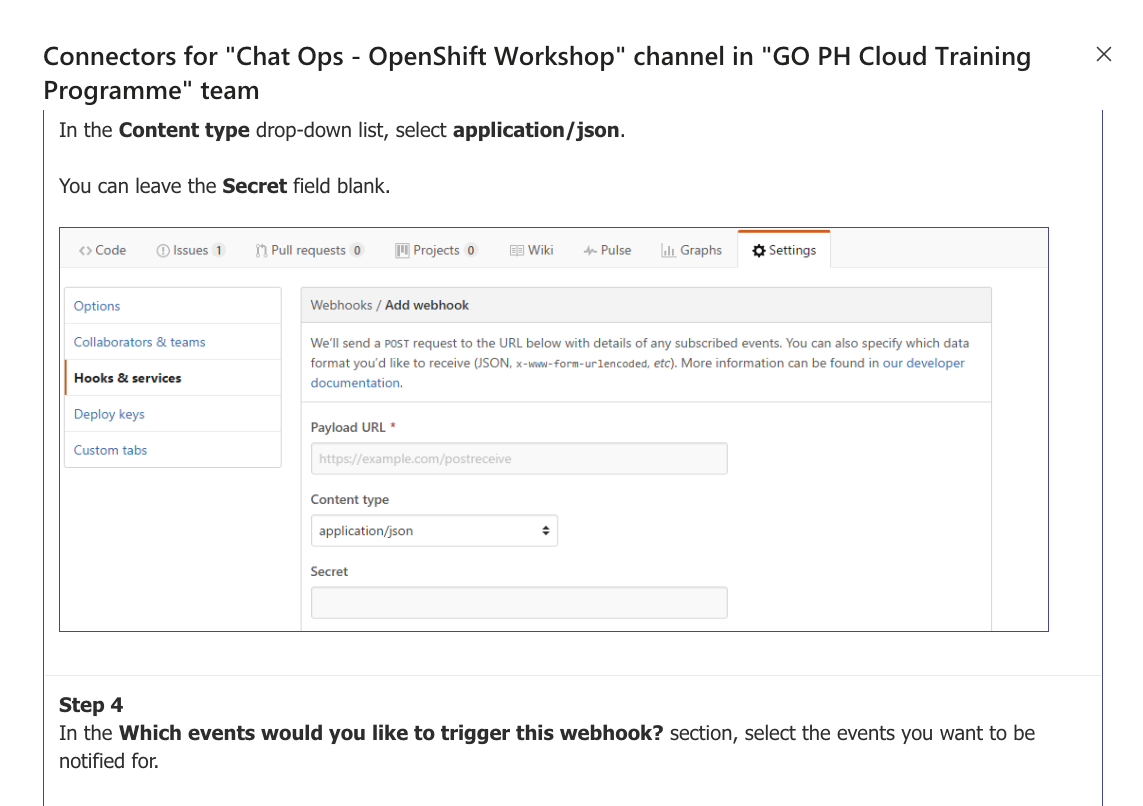 Connectors for "Chat Ops - OpenShift Workshop" channel in "GO PH Cloud Training
Programme" team
In the Content type drop-down list, select application/json.
You can leave the Secret field blank.
Code Issues 1 Pull requests 0 Projects 0 Wiki Pulse Graphs Settings
Options
Collaborators & teams
Hooks & services
Deploy keys
Custom tabs
Webhooks / Add webhook
We'll send a POST request to the URL below with details of any subscribed events. You can also specify which data
format you'd like to receive (JSON, x-www-form-urlencoded, etc). More information can be found in our developer
documentation.
Payload URL *
https://example.com/postreceive
Content type
application/json
Secret
Step 4
In the Which events would you like to trigger this webhook? section, select the events you want to be
notified for.